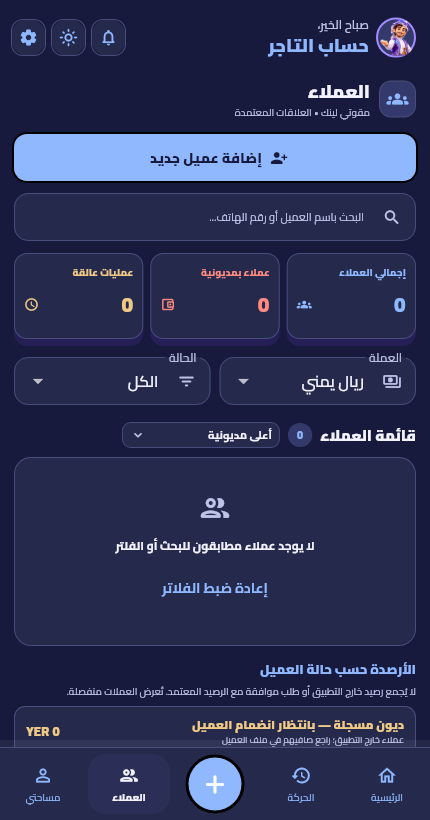 صباح الخير،
حساب التاجر
العملاء
مقوتي لينك • العلاقات المعتمدة
إضافة عميل جديد
البحث باسم العميل أو رقم الهاتف...
إجمالي العملاء
0
عملاء بمديونية
0
عمليات عالقة
0
العملة
ريال يمني
الحالة
الكل
قائمة العملاء
0
أعلى مديونية
لا يوجد عملاء مطابقون للبحث أو الفلتر
إعادة ضبط الفلاتر
الأرصدة حسب حالة العميل
لا يُجمع رصيد خارج التطبيق أو طلب موافقة مع الرصيد المعتمد. تُعرض العملات منفصلة.
ديون مسجلة — بانتظار انضمام العميل
YER 0
عملاء خارج التطبيق؛ راجع صافيهم في ملف العميل
الرئيسية
الحركة
العملاء
مساحتي